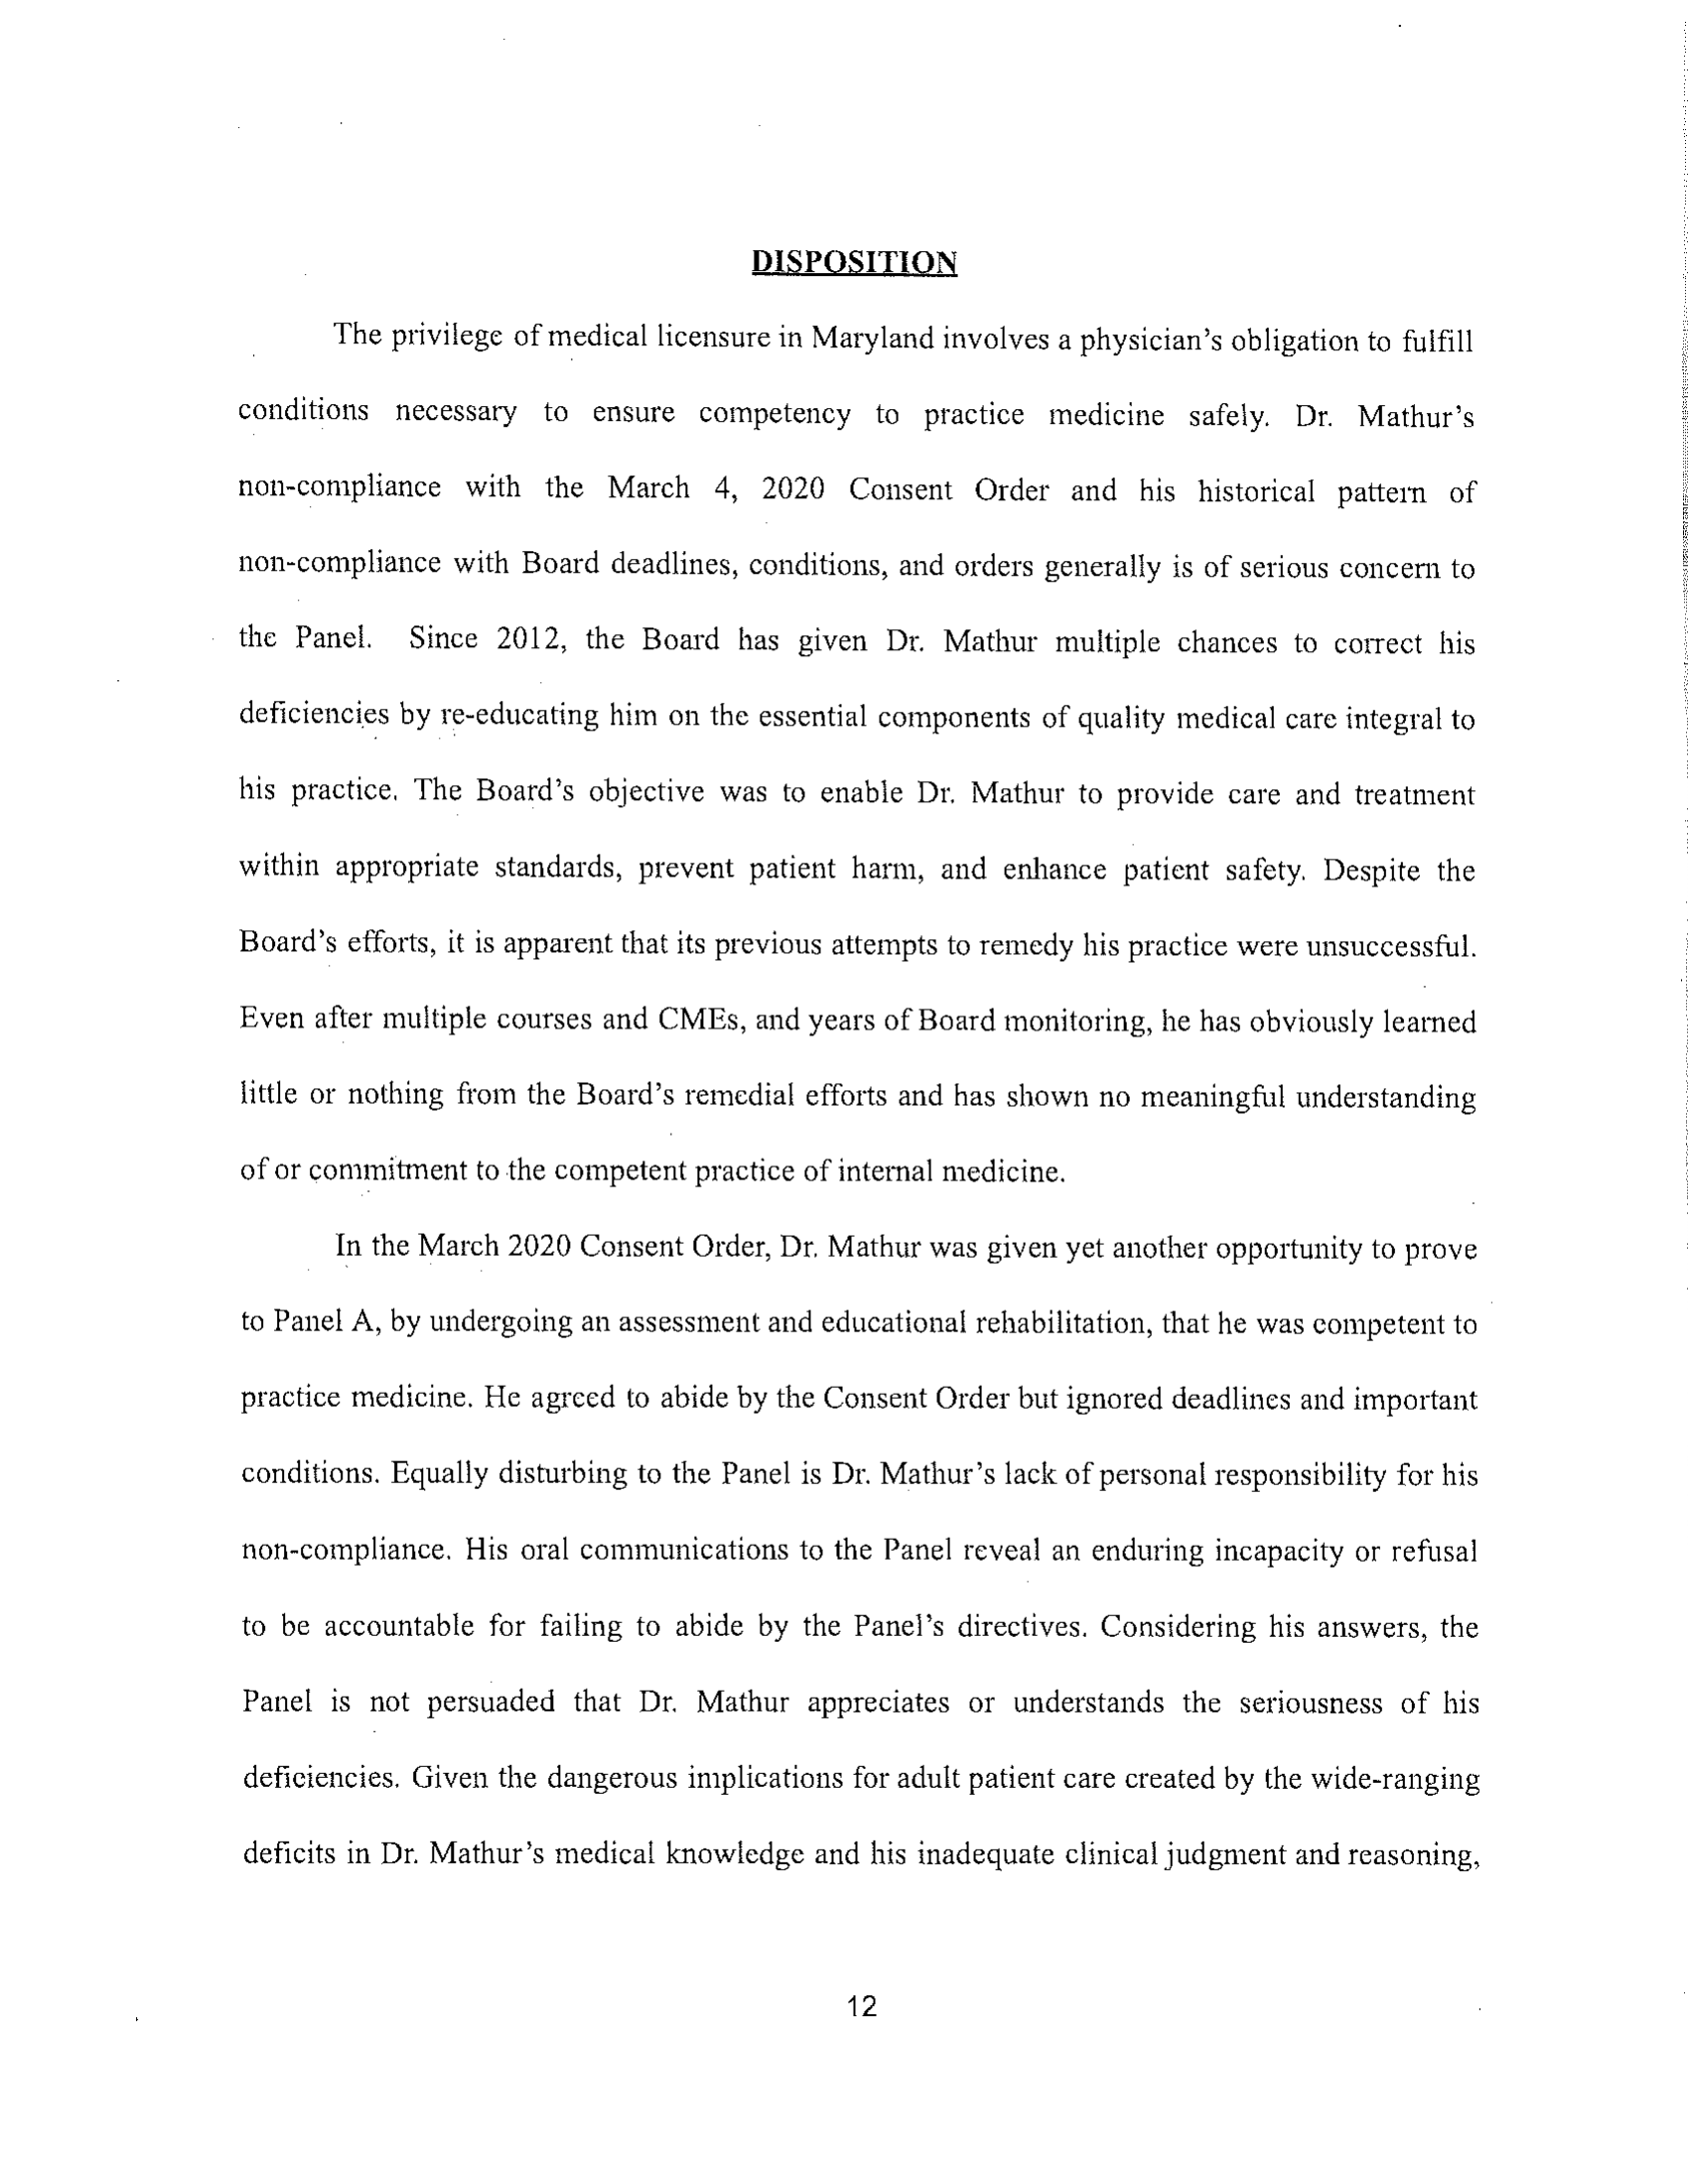 DISPOSITION
The privilege of medical licensure in Maryland involves a physician's obligation to fulfill
conditions necessary to ensure competency to practice medicine safely. Dr. Mathur's
non-compliance with the March 4, 2020 Consent Order and his historical pattern of
non-compliance with Board deadlines, conditions, and orders generally is of serious concern to
the Panel. Since 2012, the Board has given Dr. Mathur multiple chances to correct his
deficiencies by re-educating him on the essential components of quality medical care integral to
his practice. The Board's objective was to enable Dr. Mathur to provide care and treatment
within appropriate standards, prevent patient harm, and enhance patient safety. Despite the
Board's efforts, it is apparent that its previous attempts to remedy his practice were unsuccessful.
Even after multiple courses and CMEs, and years of Board monitoring, he has obviously learned
little or nothing from the Board's remedial efforts and has shown no meaningful understanding
of or commitment to the competent practice of internal medicine.
In the March 2020 Consent Order, Dr. Mathur was given yet another opportunity to prove
to Panel A, by undergoing an assessment and educational rehabilitation, that he was competent to
practice medicine. He agreed to abide by the Consent Order but ignored deadlines and important
conditions. Equally disturbing to the Panel is Dr. Mathur's lack of personal responsibility for his
non-compliance. His oral communications to the Panel reveal an enduring incapacity or refusal
to be accountable for failing to abide by the Panel's directives. Considering his answers, the
Panel is not persuaded that Dr. Mathur appreciates or understands the seriousness of his
deficiencies. Given the dangerous implications for adult patient care created by the wide-ranging
deficits in Dr. Mathur's medical knowledge and his inadequate clinical judgment and reasoning,
12